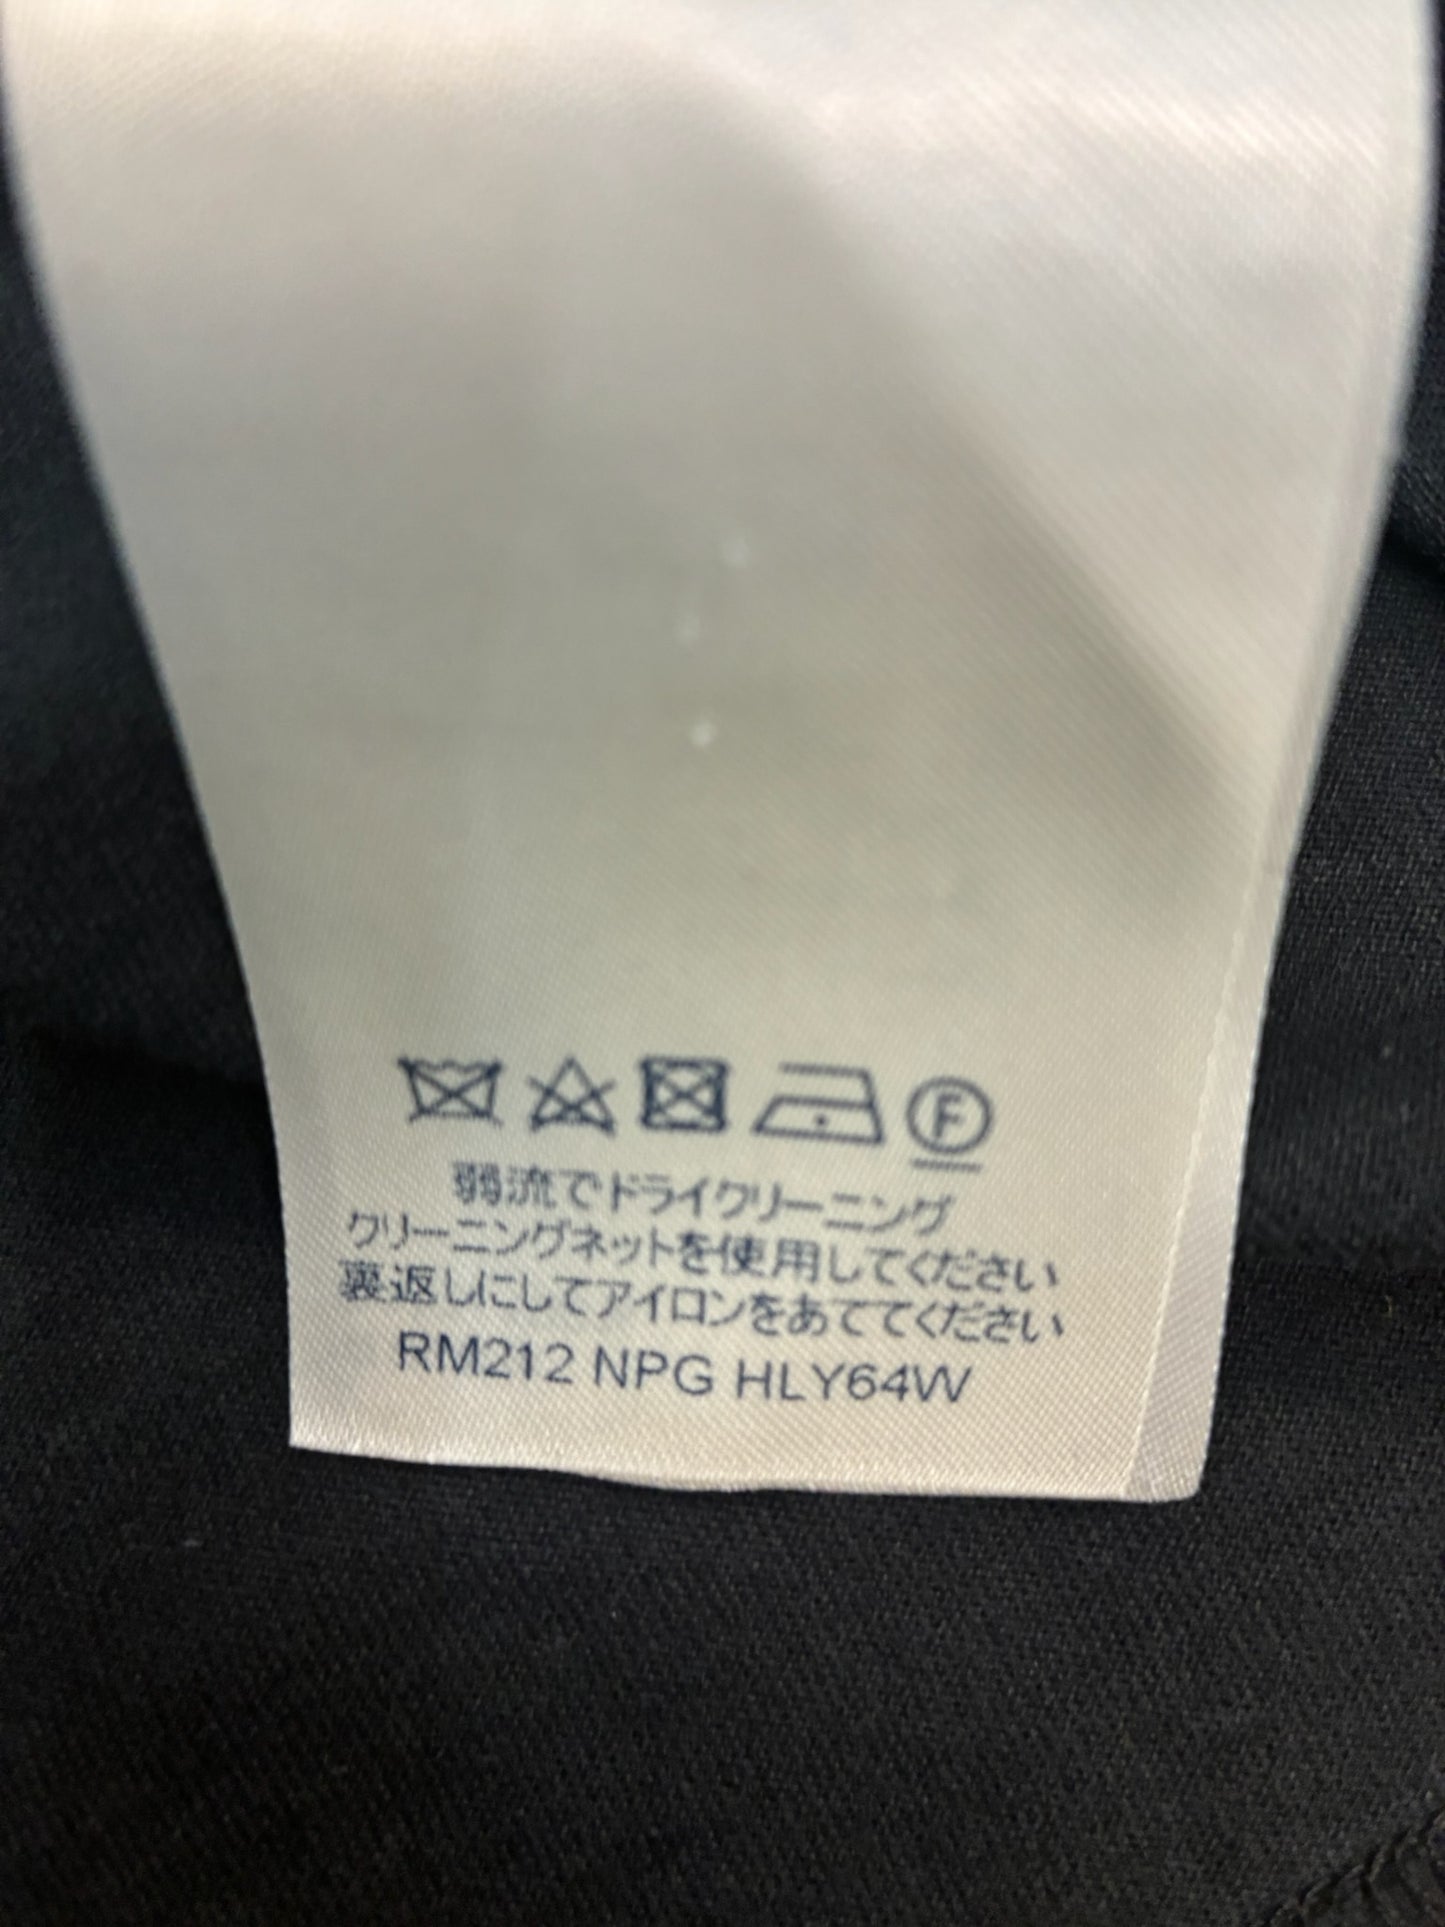 F
弱流でドライクリーニング
クリーニングネットを使用してください
裏返しにしてアイロンをあててください
RM212 NPG HLY64W